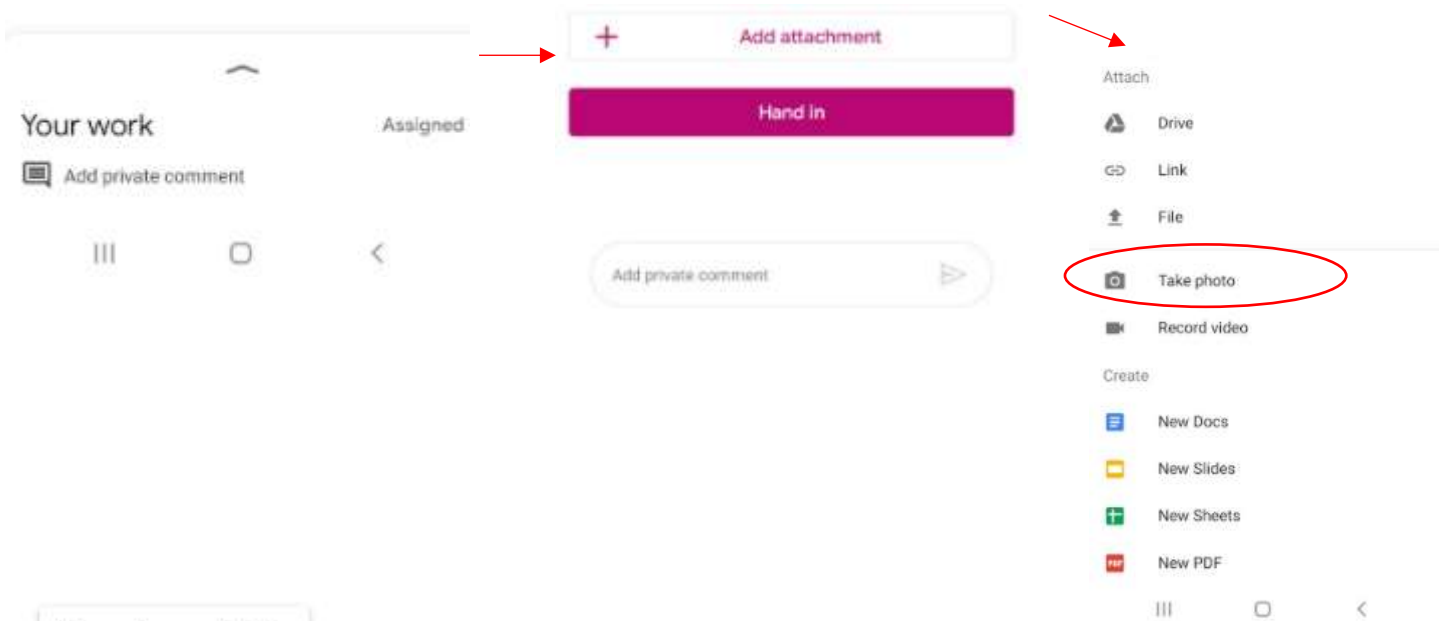 Your work
Assigned
Add private comment
Add attachment
Hand in
Add private comment
Attach
Drive
Link
File
Take photo
Record video
Create
New Docs
New Slides
New Sheets
PDF New PDF